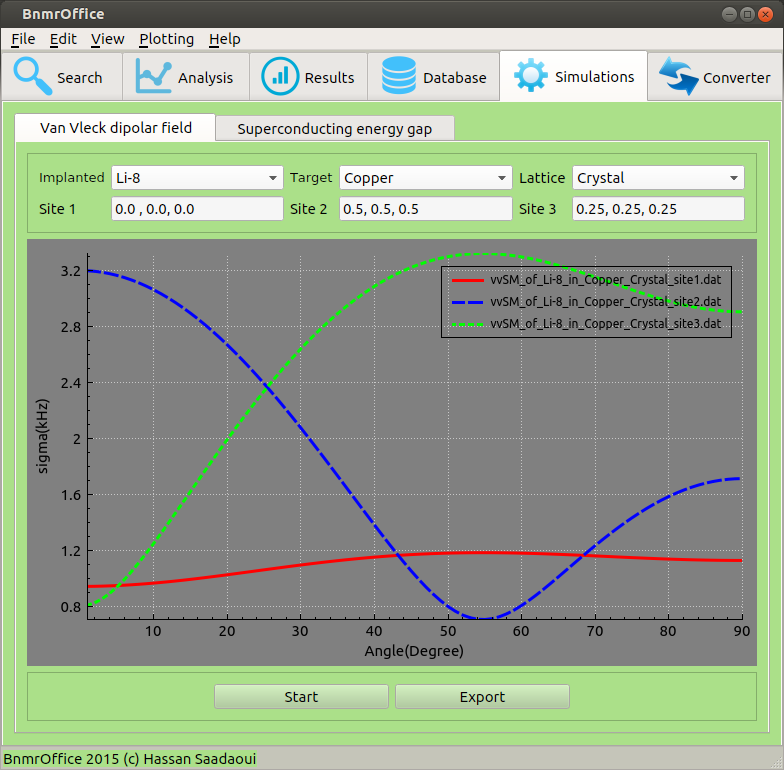 BnmrOffice
File Edit View Plotting Help
Search Analysis Results Database Simulations Converter
Van Vleck dipolar field Superconducting energy gap
Implanted Li-8 Target Copper Lattice Crystal
Site 1 0.0 , 0.0, 0.0 Site 2 0.5, 0.5, 0.5 Site 3 0.25, 0.25, 0.25
vvSM_of_Li-8_in_Copper_Crystal_site1.dat
vvSM_of_Li-8_in_Copper_Crystal_site2.dat
vvSM_of_Li-8_in_Copper_Crystal_site3.dat
3.2
2.8
2.4
2
1.6
1.2
0.8
sigma(kHz)
10 20 30 40 50 60 70 80 90
Angle(Degree)
Start Export
BnmrOffice 2015 (c) Hassan Saadaoui